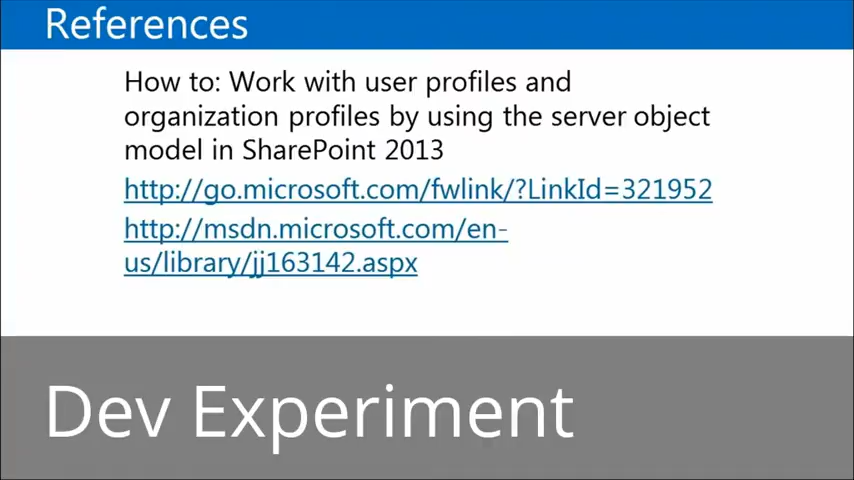 References
How to: Work with user profiles and
organization profiles by using the server object
model in SharePoint 2013
http://go.microsoft.com/fwlink/?LinkId=321952
http://msdn.microsoft.com/en-
us/library/jj163142.aspx
Dev Experiment